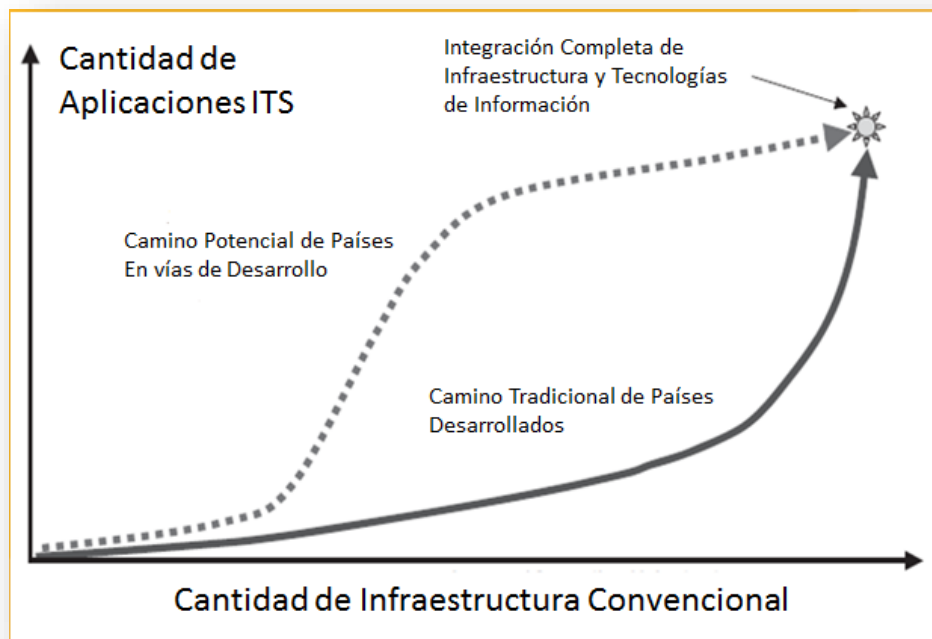 Cantidad de
Aplicaciones ITS
Integración Completa de
Infraestructura y Tecnologías
de Información
Camino Potencial de Países
En vías de Desarrollo
Camino Tradicional de Países
Desarrollados
Cantidad de Infraestructura Convencional